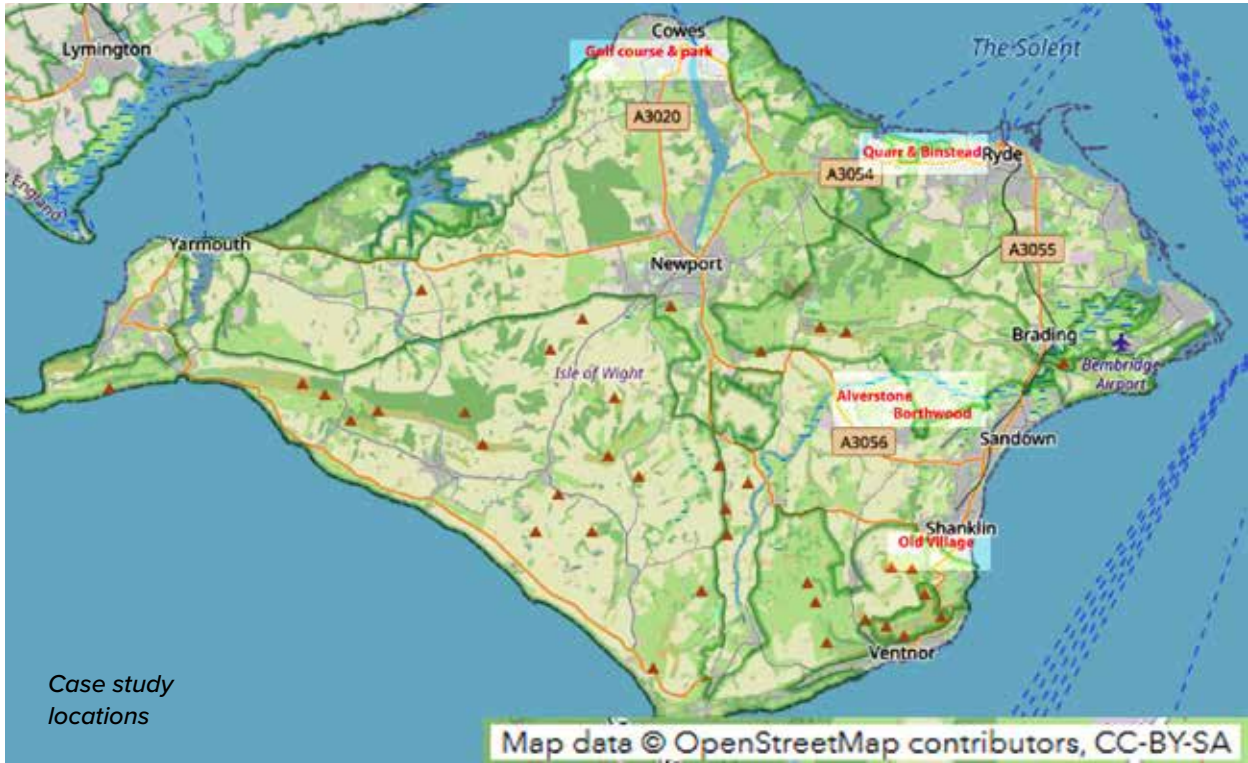 Cowes
Golf course & park
Lymington
The Solent
A3020
Quarr & Binstead
Ryde
A3054
England
Yarmouth
A3055
Newport
Brading
Bembridge
Airport
Isle of Wight
Alverstone
Borthwood
A3056
Sandown
Shanklin
Old Village
Ventnor
Case study
locations
Map data © OpenStreetMap contributors, CC-BY-SA